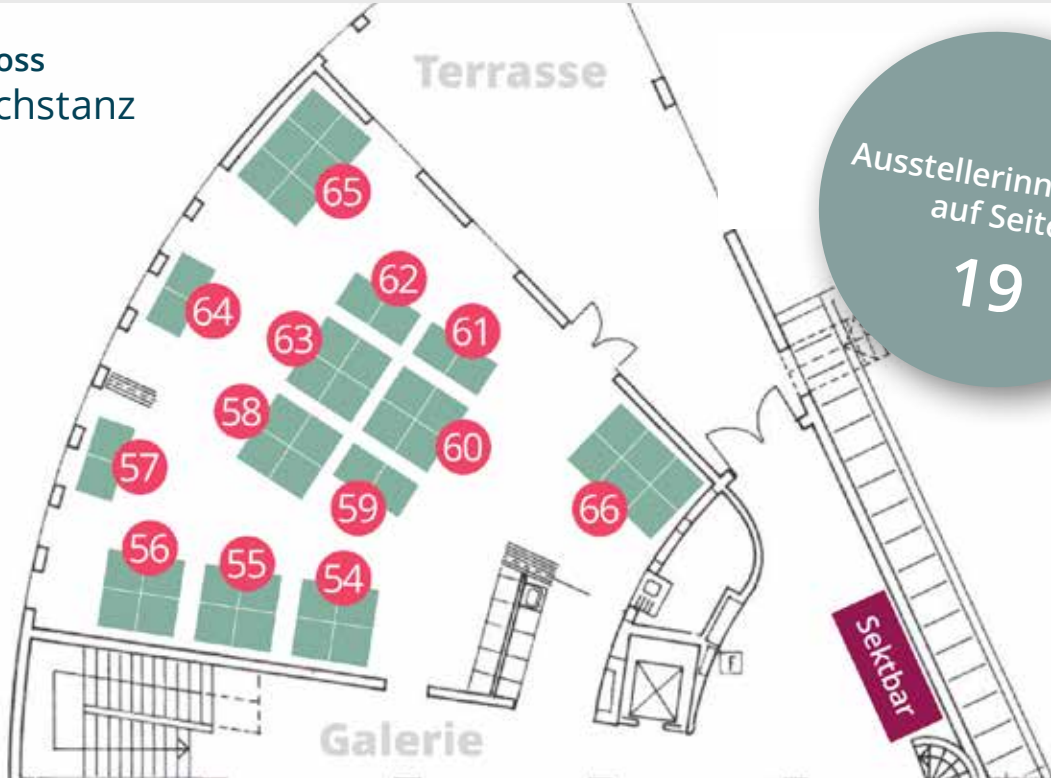 oss
chstanz
Terrasse
Ausstellerinn
auf Seite
19
65
62
64
61
63
58
60
57
59
66
56
55
54
Sektbar
F
Galerie